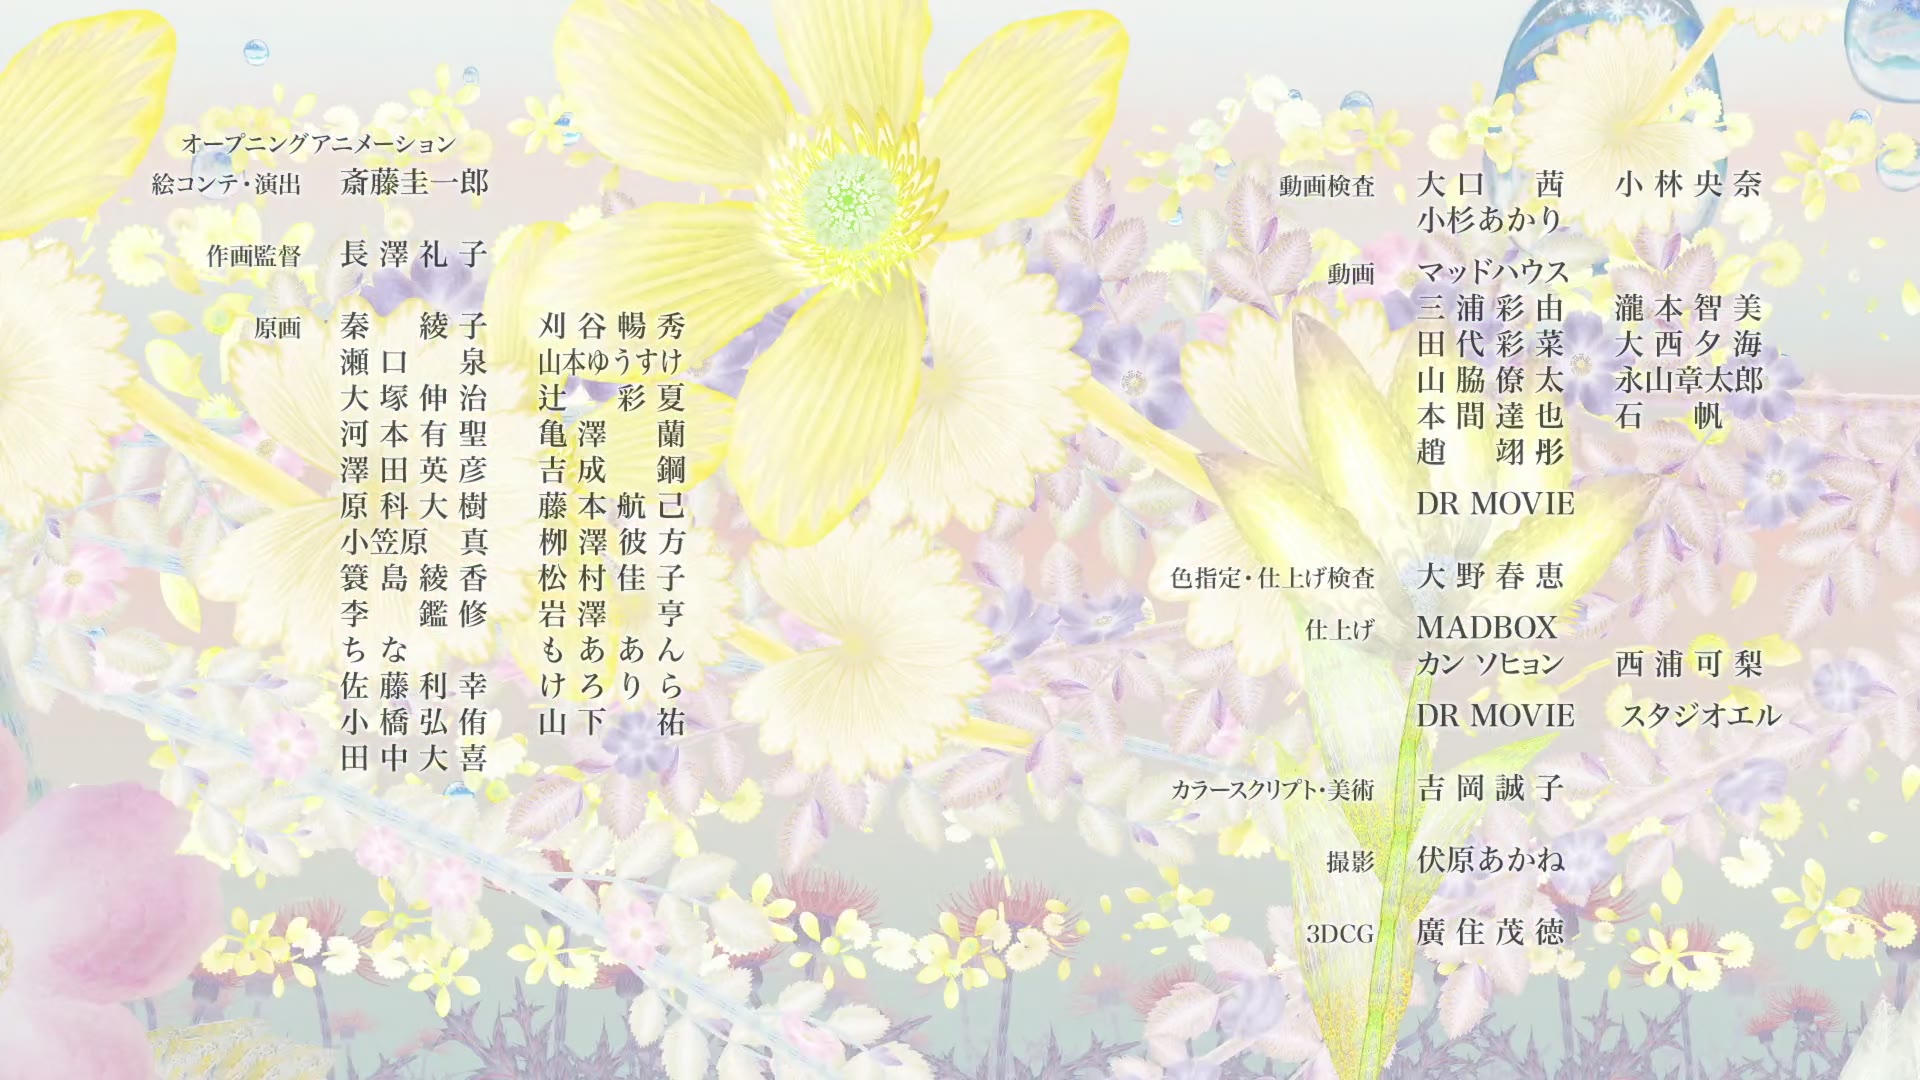 オープニングアニメーション
絵コンテ・演出 斎藤圭一郎
作画監督 長澤礼子
原画 秦綾子 刈谷暢秀
瀬口泉 山本ゆうすけ
大塚伸治 辻彩夏
河本有聖 亀澤蘭
澤田英彦 吉成鋼
原科大樹 藤本航己
小笠原真 栁澤彼方
簑島綾香 松村佳子
李鑑修 岩澤亨
ちな もああん
佐藤利幸 けろりら
小橋弘侑 山下祐
田中大喜
動画検査 大口茜 小林央奈
小杉あかり
動画 マッドハウス
三浦彩由 瀧本智美
田代彩菜 大西夕海
山脇僚太 永山章太郎
本間達也 石帆
趙翊彤
DR MOVIE
色指定・仕上げ検査 大野春恵
仕上げ MADBOX
カン ソヒョン 西浦可梨
DR MOVIE スタジオエル
カラースクリプト・美術 吉岡誠子
撮影 伏原あかね
3DCG 廣住茂徳